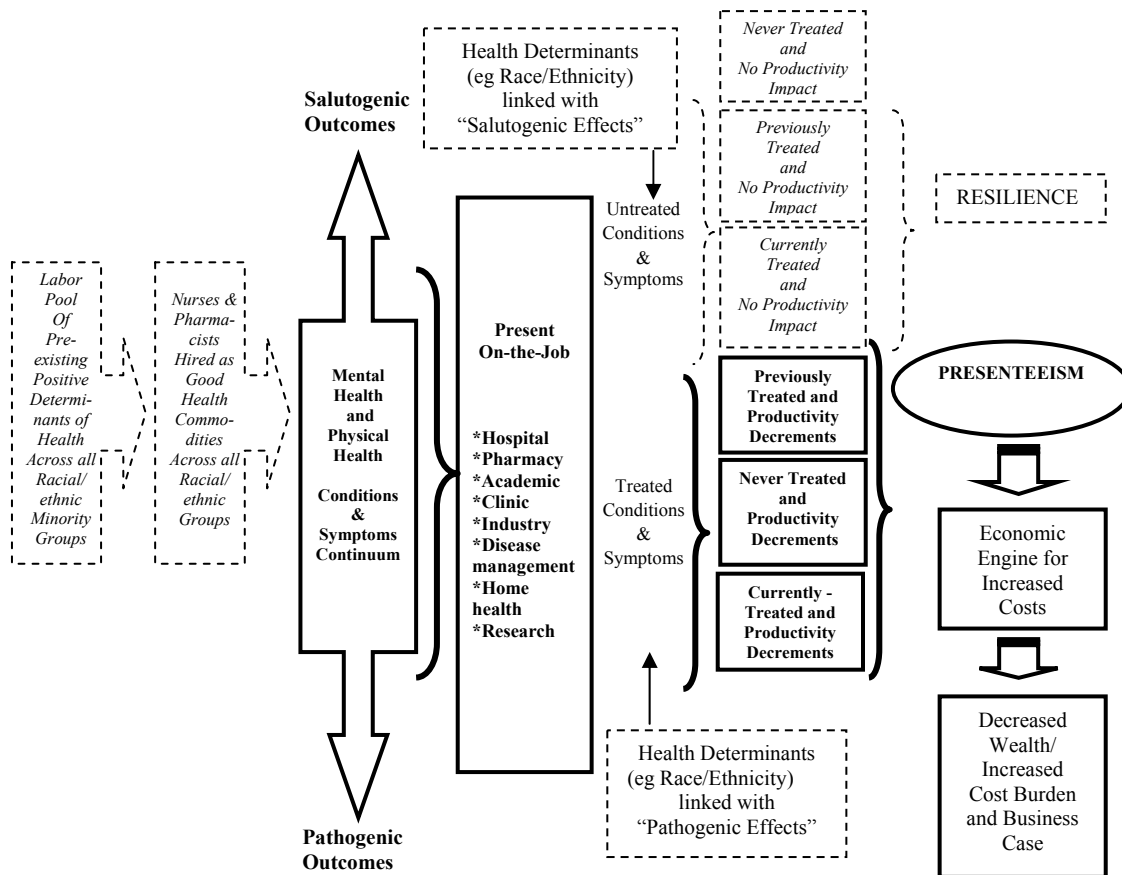 Salutogenic
Outcomes
Health Determinants
(eg Race/Ethnicity)
linked with
“Salutogenic Effects”
Never Treated
and
No Productivity
Impact
Previously
Treated
and
No Productivity
Impact
Currently
Treated
and
No Productivity
Impact
RESILIENCE
Untreated
Conditions
&
Symptoms
Labor
Pool
Of
Pre-
existing
Positive
Determi-
nants of
Health
Across all
Racial/
ethnic
Minority
Groups
Nurses &
Pharma-
cists
Hired as
Good
Health
Commo-
dities
Across all
Racial/
ethnic
Groups
Mental
Health
and
Physical
Health
Conditions
&
Symptoms
Continuum
Present
On-the-Job
*Hospital
*Pharmacy
*Academic
*Clinic
*Industry
*Disease
management
*Home
health
*Research
Treated
Conditions
&
Symptoms
Previously
Treated and
Productivity
Decrements
Never Treated
and
Productivity
Decrements
Currently -
Treated and
Productivity
Decrements
PRESENTEEISM
Economic
Engine for
Increased
Costs
Decreased
Wealth/
Increased
Cost Burden
and Business
Case
Health Determinants
(eg Race/Ethnicity)
linked with
“Pathogenic Effects”
Pathogenic
Outcomes